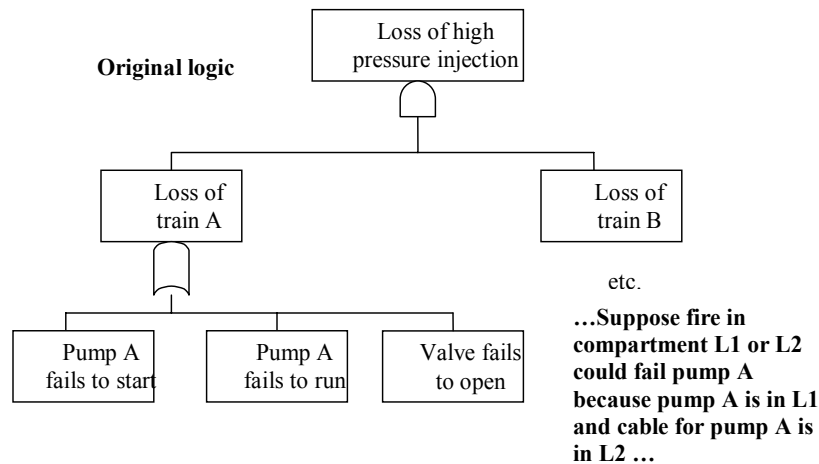 Loss of high
pressure injection
Original logic
Loss of
train A
Loss of
train B
etc.
Pump A
fails to start
Pump A
fails to run
Valve fails
to open
…Suppose fire in
compartment L1 or L2
could fail pump A
because pump A is in L1
and cable for pump A is
in L2 …